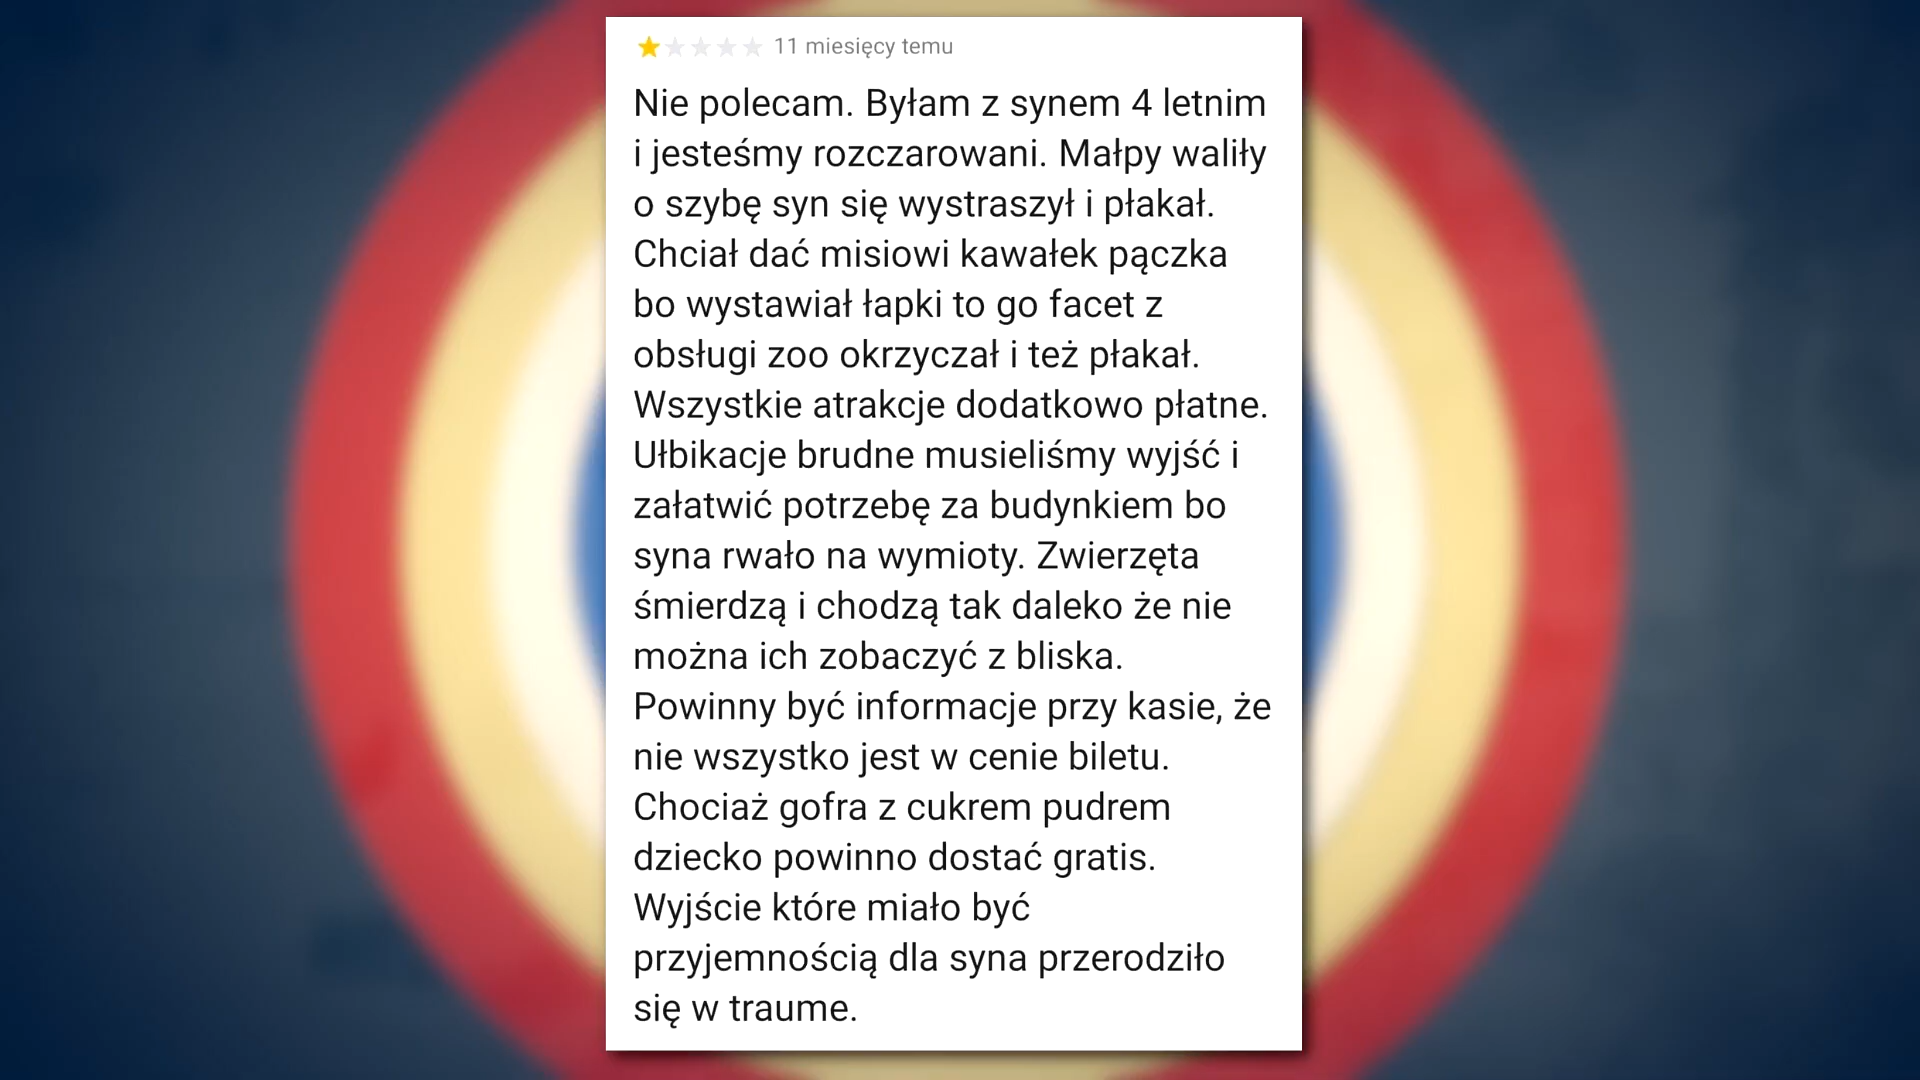 11 miesięcy temu
Nie polecam. Byłam z synem 4 letnim
i jesteśmy rozczarowani. Małpy waliły
o szybę syn się wystraszył i płakał.
Chciał dać misiowi kawałek pączka
bo wystawiał łapki to go facet z
obsługi zoo okrzyczał i też płakał.
Wszystkie atrakcje dodatkowo płatne.
Ułbikacje brudne musieliśmy wyjść i
załatwić potrzebę za budynkiem bo
syna rwało na wymioty. Zwierzęta
śmierdzą i chodzą tak daleko że nie
można ich zobaczyć z bliska.
Powinny być informacje przy kasie, że
nie wszystko jest w cenie biletu.
Chociaż gofra z cukrem pudrem
dziecko powinno dostać gratis.
Wyjście które miało być
przyjemnością dla syna przerodziło
się w traume.